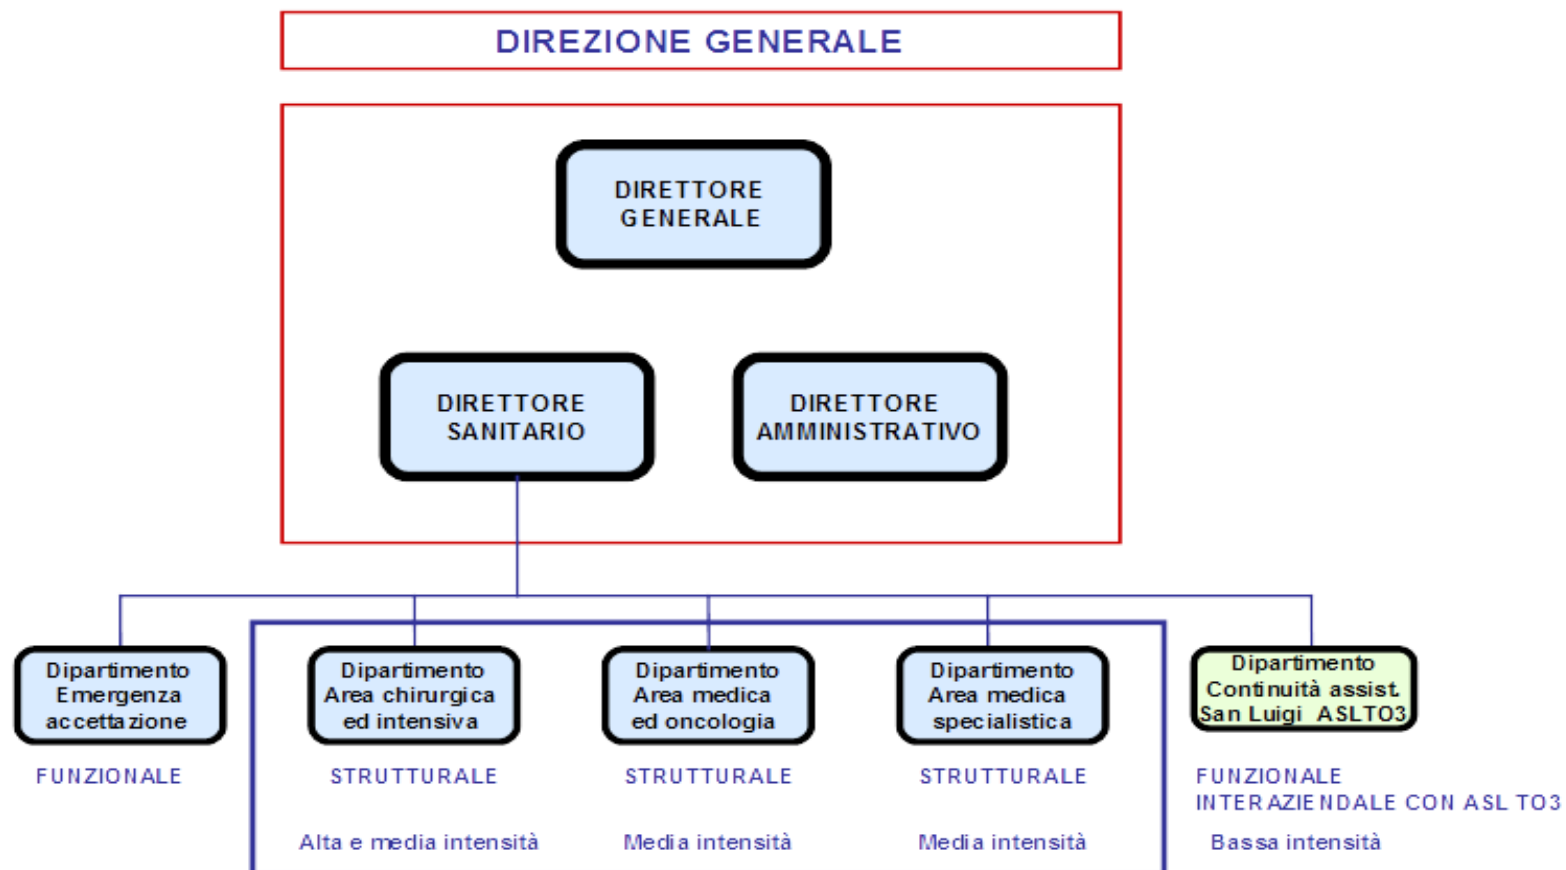 DIREZIONE GENERALE
DIRETTORE
GENERALE
DIRETTORE
SANITARIO
DIRETTORE
AMMINISTRATIVO
Dipartimento
Emergenza
accettazione
FUNZIONALE
Dipartimento
Area chirurgica
ed intensiva
STRUTTURALE
Alta e media intensità
Dipartimento
Area medica
ed oncologia
STRUTTURALE
Media intensità
Dipartimento
Area medica
specialistica
STRUTTURALE
Media intensità
Dipartimento
Continuità assist.
San Luigi ASLTO3
FUNZIONALE
INTERAZIENDALE CON ASL TO3
Bassa intensità